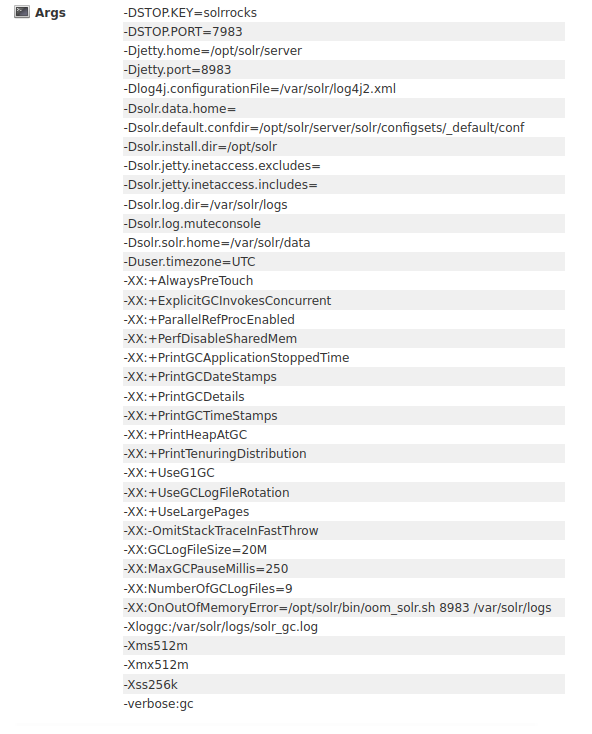 Args
-DSTOP.KEY=solrrocks
-DSTOP.PORT=7983
-Djetty.home=/opt/solr/server
-Djetty.port=8983
-Dlog4j.configurationFile=/var/solr/log4j2.xml
-Dsolr.data.home=
-Dsolr.default.confdir=/opt/solr/server/solr/configsets/_default/conf
-Dsolr.install.dir=/opt/solr
-Dsolr.jetty.inetaccess.excludes=
-Dsolr.jetty.inetaccess.includes=
-Dsolr.log.dir=/var/solr/logs
-Dsolr.log.muteconsole
-Dsolr.solr.home=/var/solr/data
-Duser.timezone=UTC
-XX:+AlwaysPreTouch
-XX:+ExplicitGCInvokesConcurrent
-XX:+ParallelRefProcEnabled
-XX:+PerfDisableSharedMem
-XX:+PrintGCApplicationStoppedTime
-XX:+PrintGCDateStamps
-XX:+PrintGCDetails
-XX:+PrintGCTimeStamps
-XX:+PrintHeapAtGC
-XX:+PrintTenuringDistribution
-XX:+UseG1GC
-XX:+UseGCLogFileRotation
-XX:+UseLargePages
-XX:-OmitStackTraceInFastThrow
-XX:GCLogFileSize=20M
-XX:MaxGCPauseMillis=250
-XX:NumberOfGCLogFiles=9
-XX:OnOutOfMemoryError=/opt/solr/bin/oom_solr.sh 8983 /var/solr/logs
-Xloggc:/var/solr/logs/solr_gc.log
-Xms512m
-Xmx512m
-Xss256k
-verbose:gc